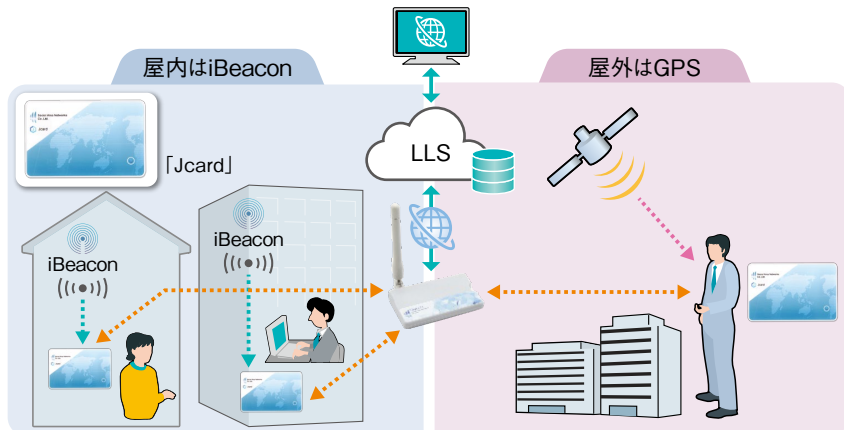 屋内はiBeacon
屋外はGPS
LLS
「Jcard」
iBeacon
iBeacon